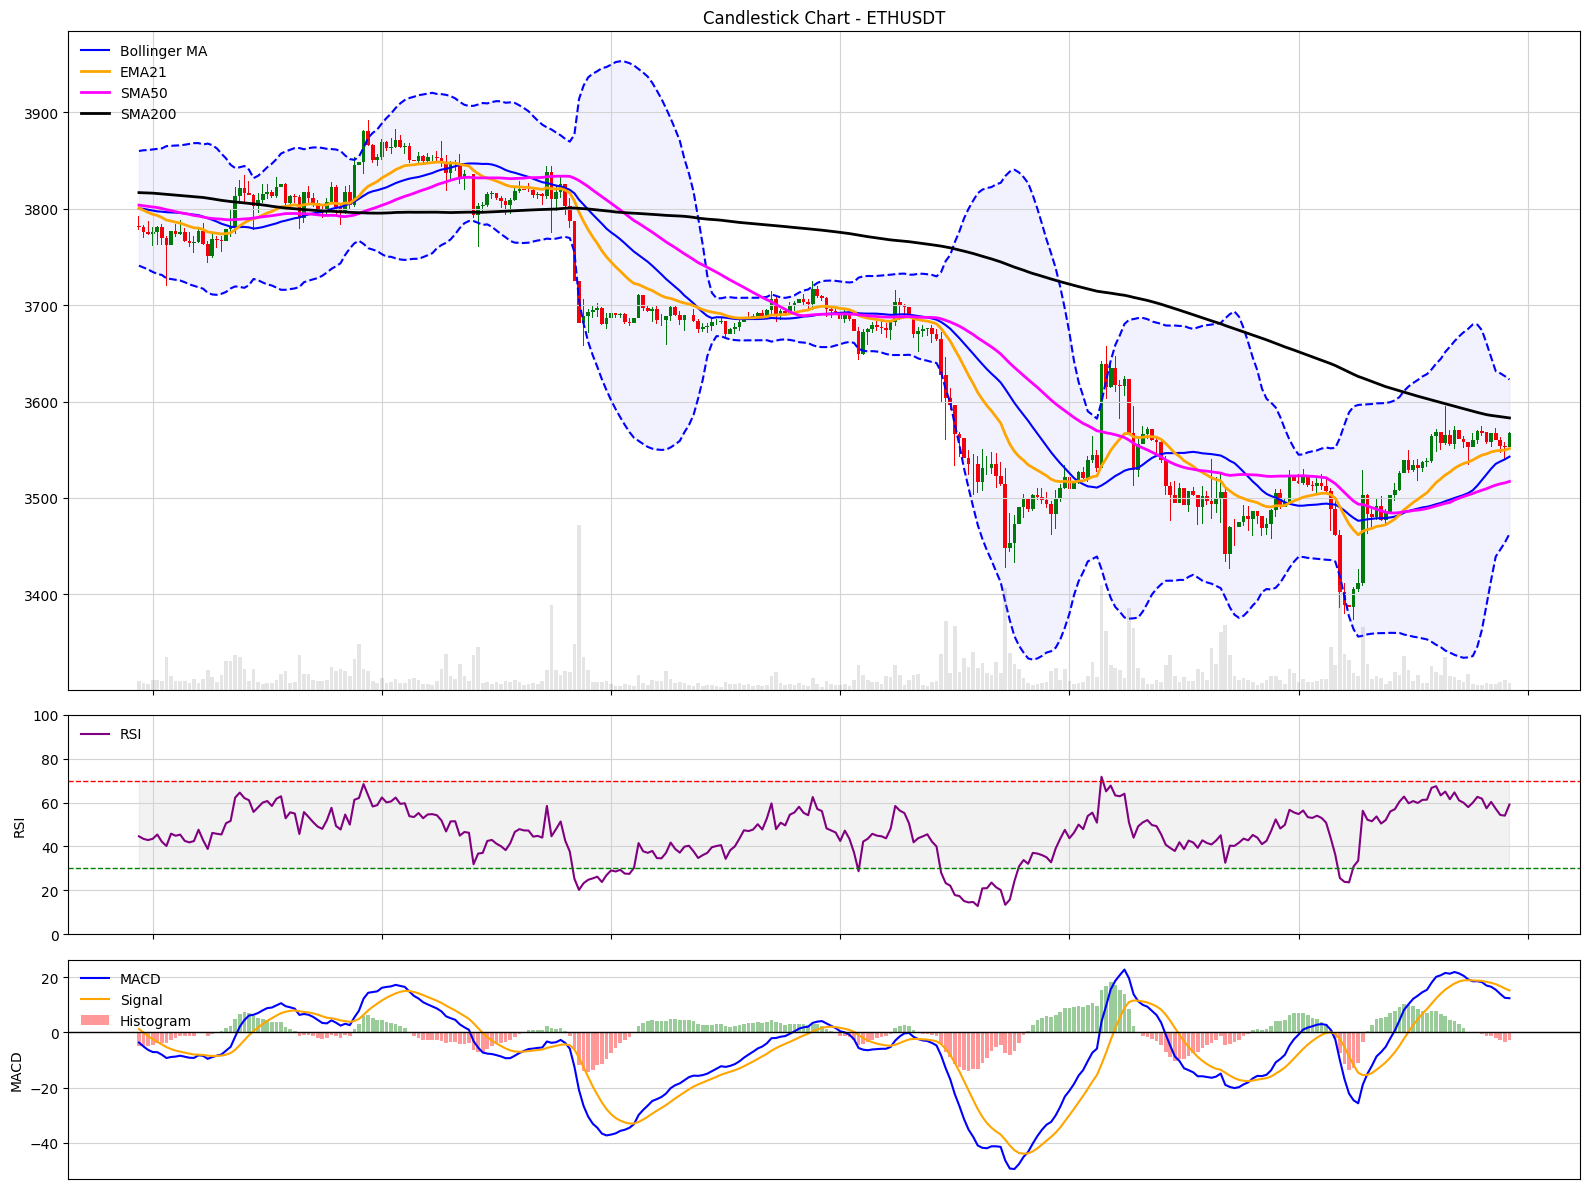 Candlestick Chart - ETHUSDT
Bollinger MA
EMA21
SMA50
SMA200
3900
3800
3700
3600
3500
3400
RSI
100
80
60
40
20
0
RSI
MACD
Signal
Histogram
20
0
−20
−40
MACD